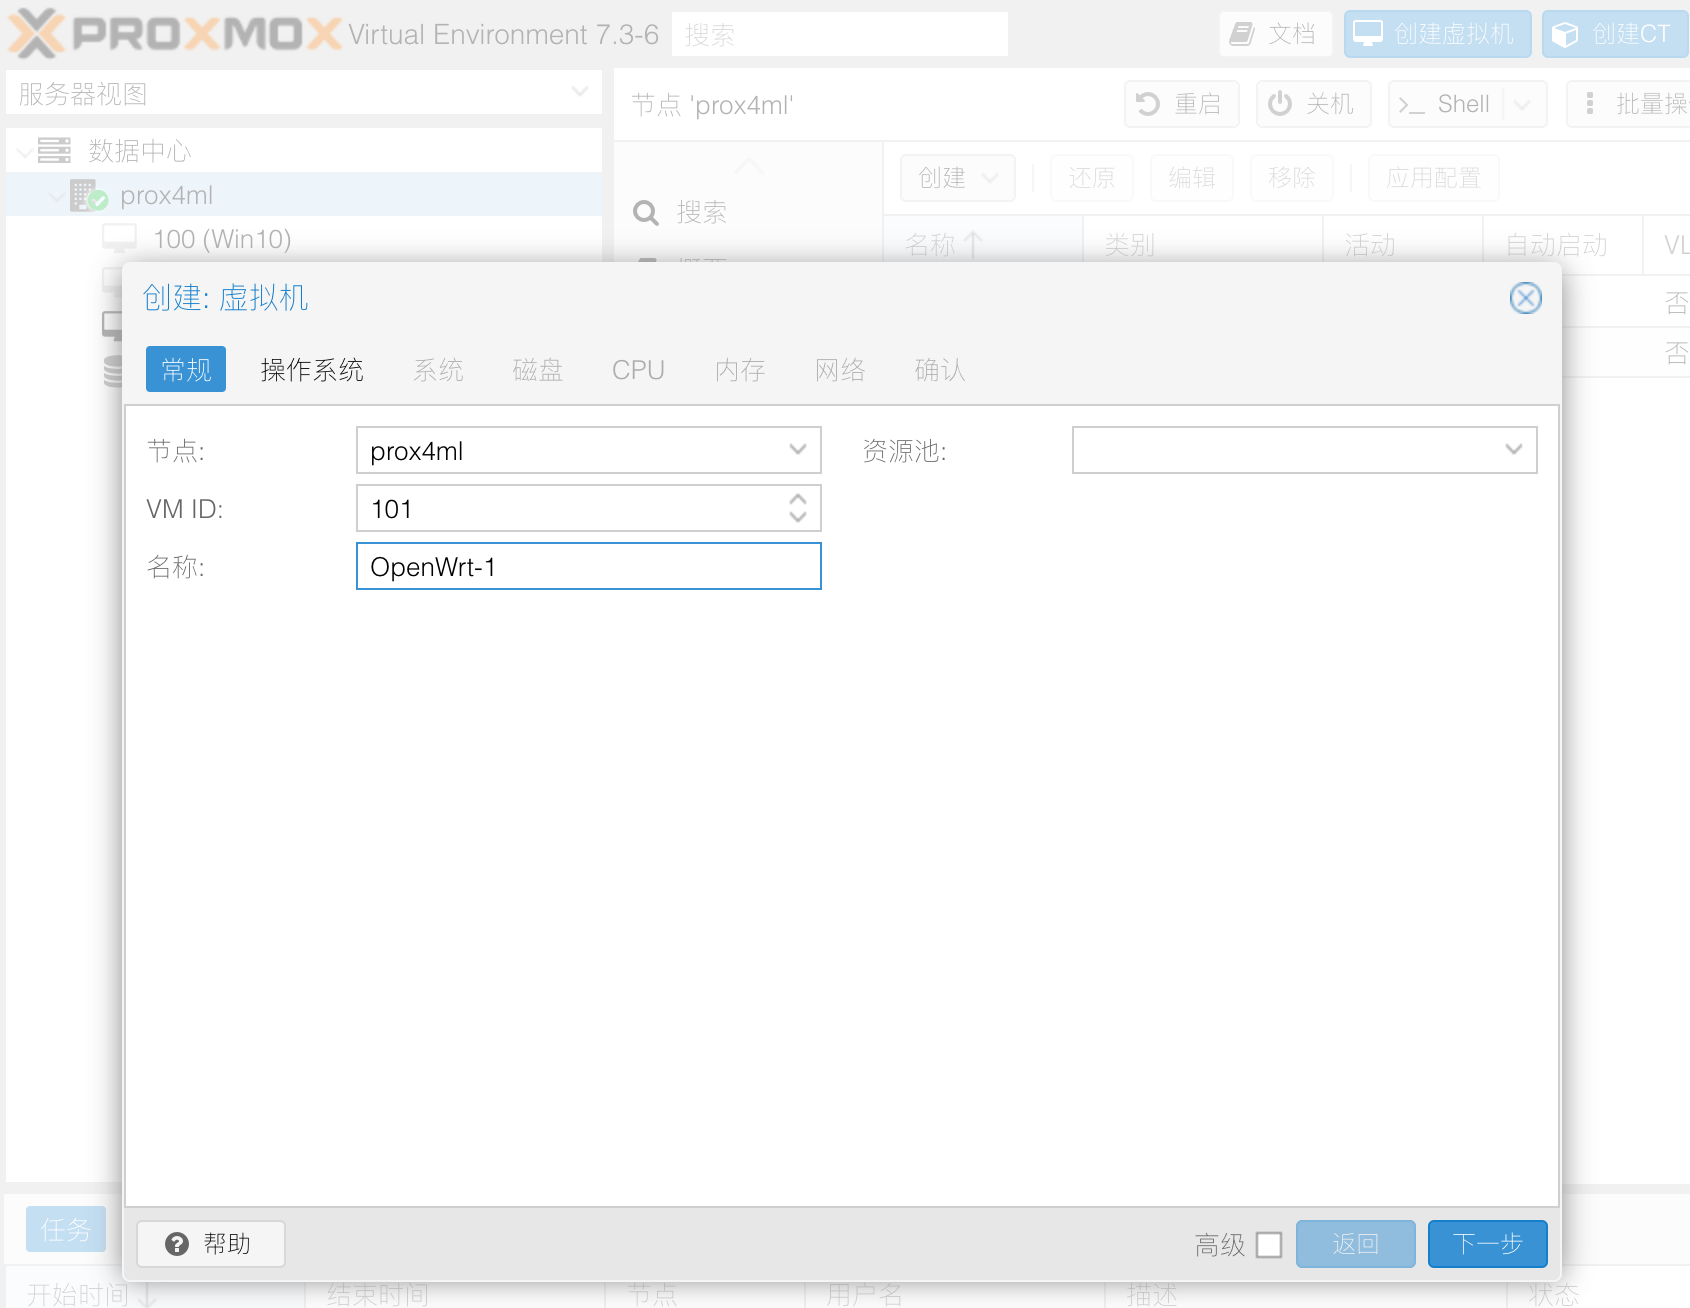 PROXMOX Virtual Environment 7.3-6 搜索 文档 创建虚拟机 创建CT
服务器视图
节点 'prox4ml' 重启 关机 >_ Shell 批量操
数据中心
prox4ml
100 (Win10)
搜索
创建 还原 编辑 移除 应用配置
名称 类别 活动 自动启动 VL
否
否
创建: 虚拟机
常规 操作系统 系统 磁盘 CPU 内存 网络 确认
节点: prox4ml 资源池:
VM ID: 101
名称: OpenWrt-1
帮助 高级 返回 下一步
任务
开始时间 结束时间 节点 用户名 描述 状态